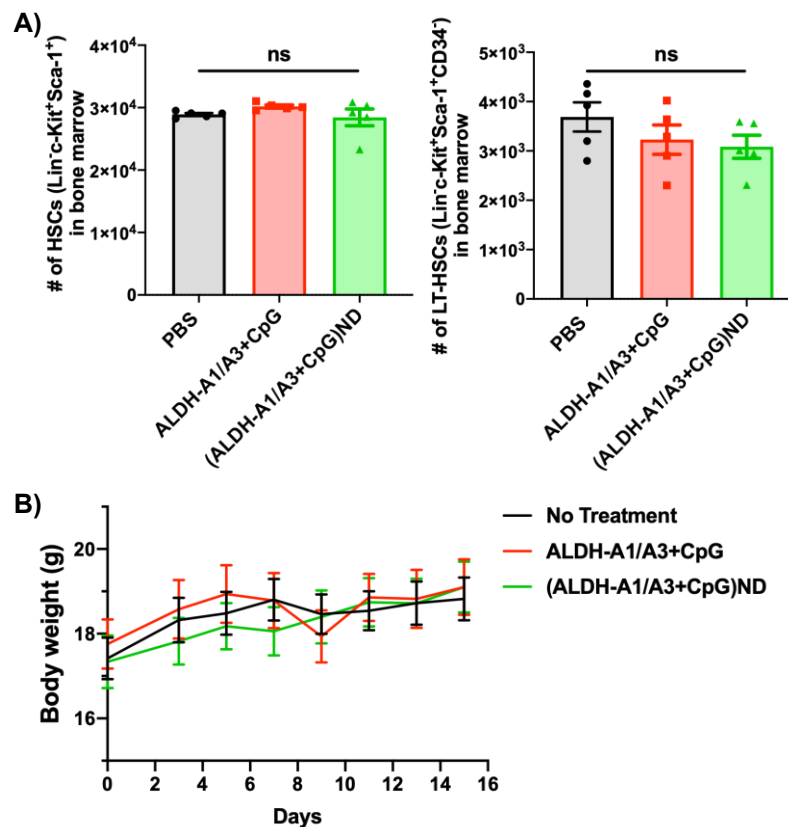 A)
# of HSCs (Lin⁻c-Kit⁺Sca-1⁺)
in bone marrow
4×10⁴
3×10⁴
2×10⁴
1×10⁴
0
ns
PBS
ALDH-A1/A3+CpG
(ALDH-A1/A3+CpG)ND
# of LT-HSCs (Lin⁻c-Kit⁺Sca-1⁺CD34⁻)
in bone marrow
5×10³
4×10³
3×10³
2×10³
1×10³
0
ns
PBS
ALDH-A1/A3+CpG
(ALDH-A1/A3+CpG)ND
B)
Body weight (g)
20
18
16
0 2 4 6 8 10 12 14 16
Days
No Treatment
ALDH-A1/A3+CpG
(ALDH-A1/A3+CpG)ND